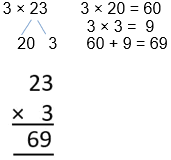 3 × 23   3 × 20 = 60
3 × 3 = 9
20 3   60 + 9 = 69
23
× 3
69